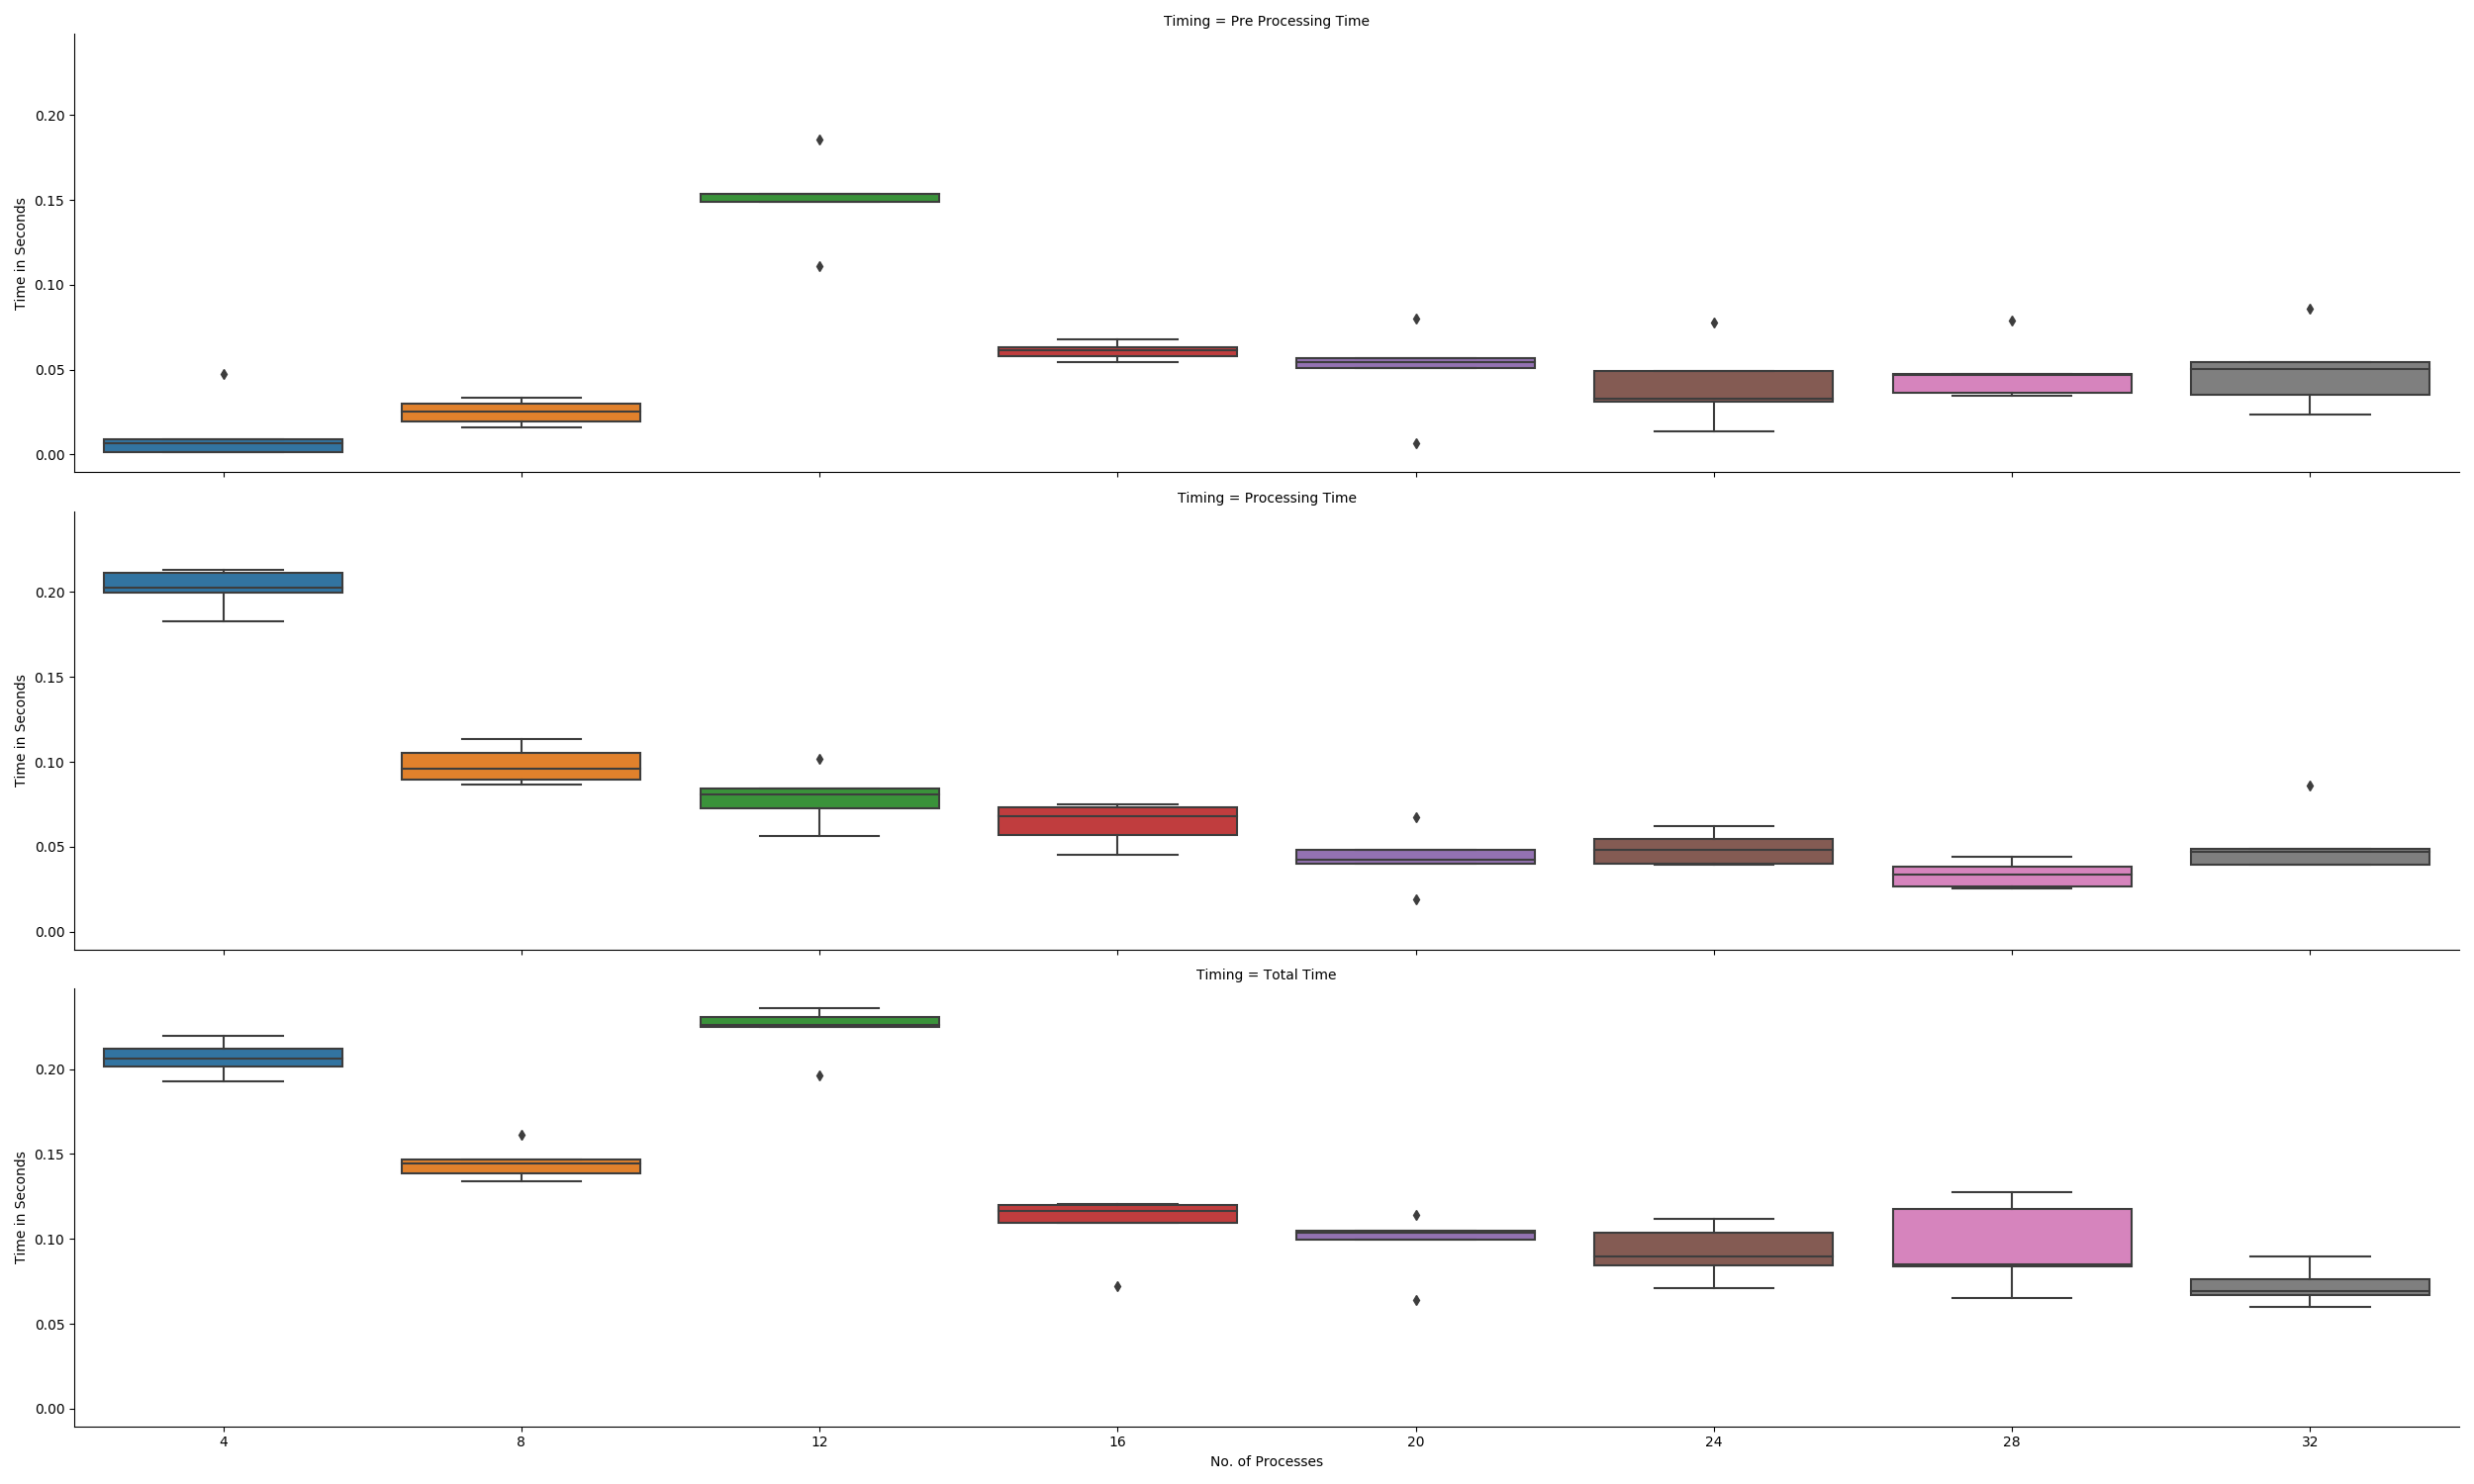 Timing = Pre Processing Time
0.20
0.15
0.10
0.05
0.00
Time in Seconds
Timing = Processing Time
0.20
0.15
0.10
0.05
0.00
Time in Seconds
Timing = Total Time
0.20
0.15
0.10
0.05
0.00
Time in Seconds
4 8 12 16 20 24 28 32
No. of Processes